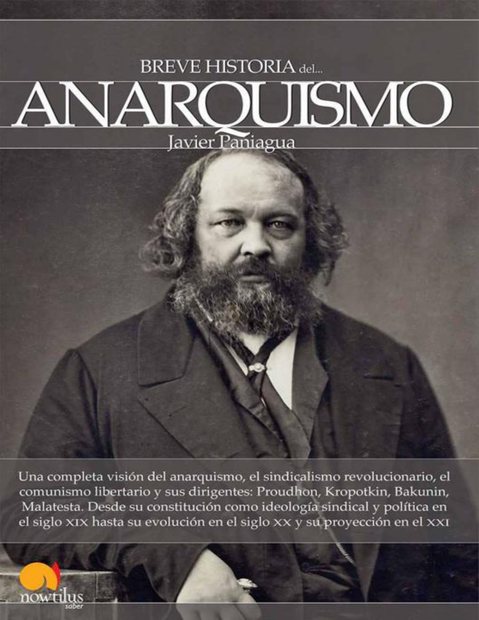 BREVE HISTORIA del...
ANARQUISMO
Javier Paniagua
Una completa visión del anarquismo, el sindicalismo revolucionario, el
comunismo libertario y sus dirigentes: Proudhon, Kropotkin, Bakunin,
Malatesta. Desde su constitución como ideología sindical y política en
el siglo XIX hasta su evolución en el siglo XX y su proyección en el XXI
nowtilus
saber